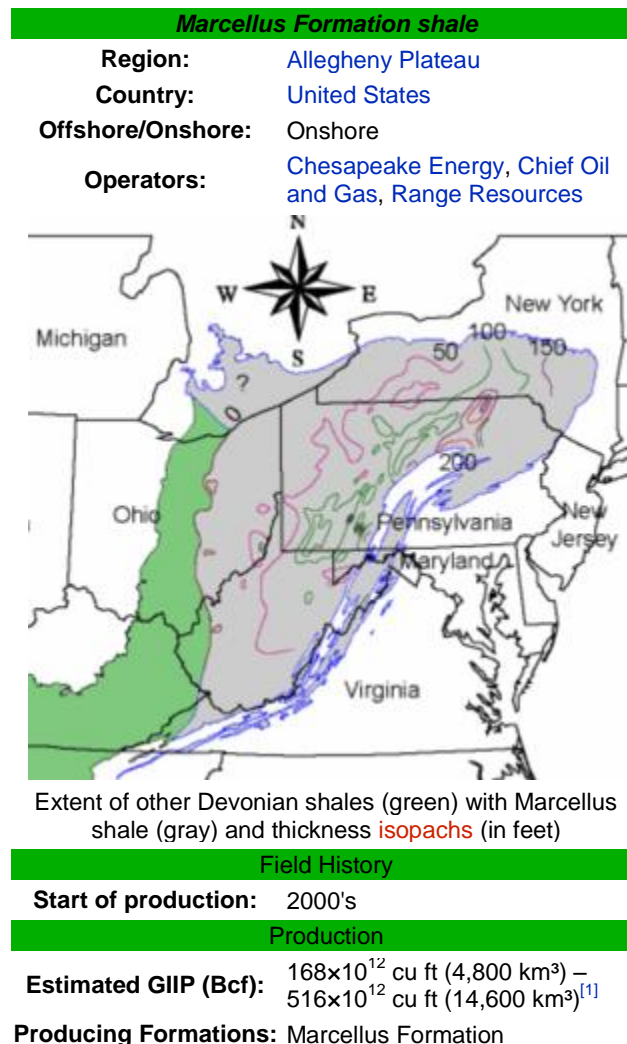 Marcellus Formation shale
Region: Allegheny Plateau
Country: United States
Offshore/Onshore: Onshore
Operators: Chesapeake Energy, Chief Oil
and Gas, Range Resources
N
W E
S
Michigan
New York
50 100 150
?
200
Ohio
Pennsylvania
New
Jersey
Maryland
Virginia
Extent of other Devonian shales (green) with Marcellus
shale (gray) and thickness isopachs (in feet)
Field History
Start of production: 2000's
Production
Estimated GIIP (Bcf): 168×10¹² cu ft (4,800 km³) –
516×10¹² cu ft (14,600 km³)[1]
Producing Formations: Marcellus Formation